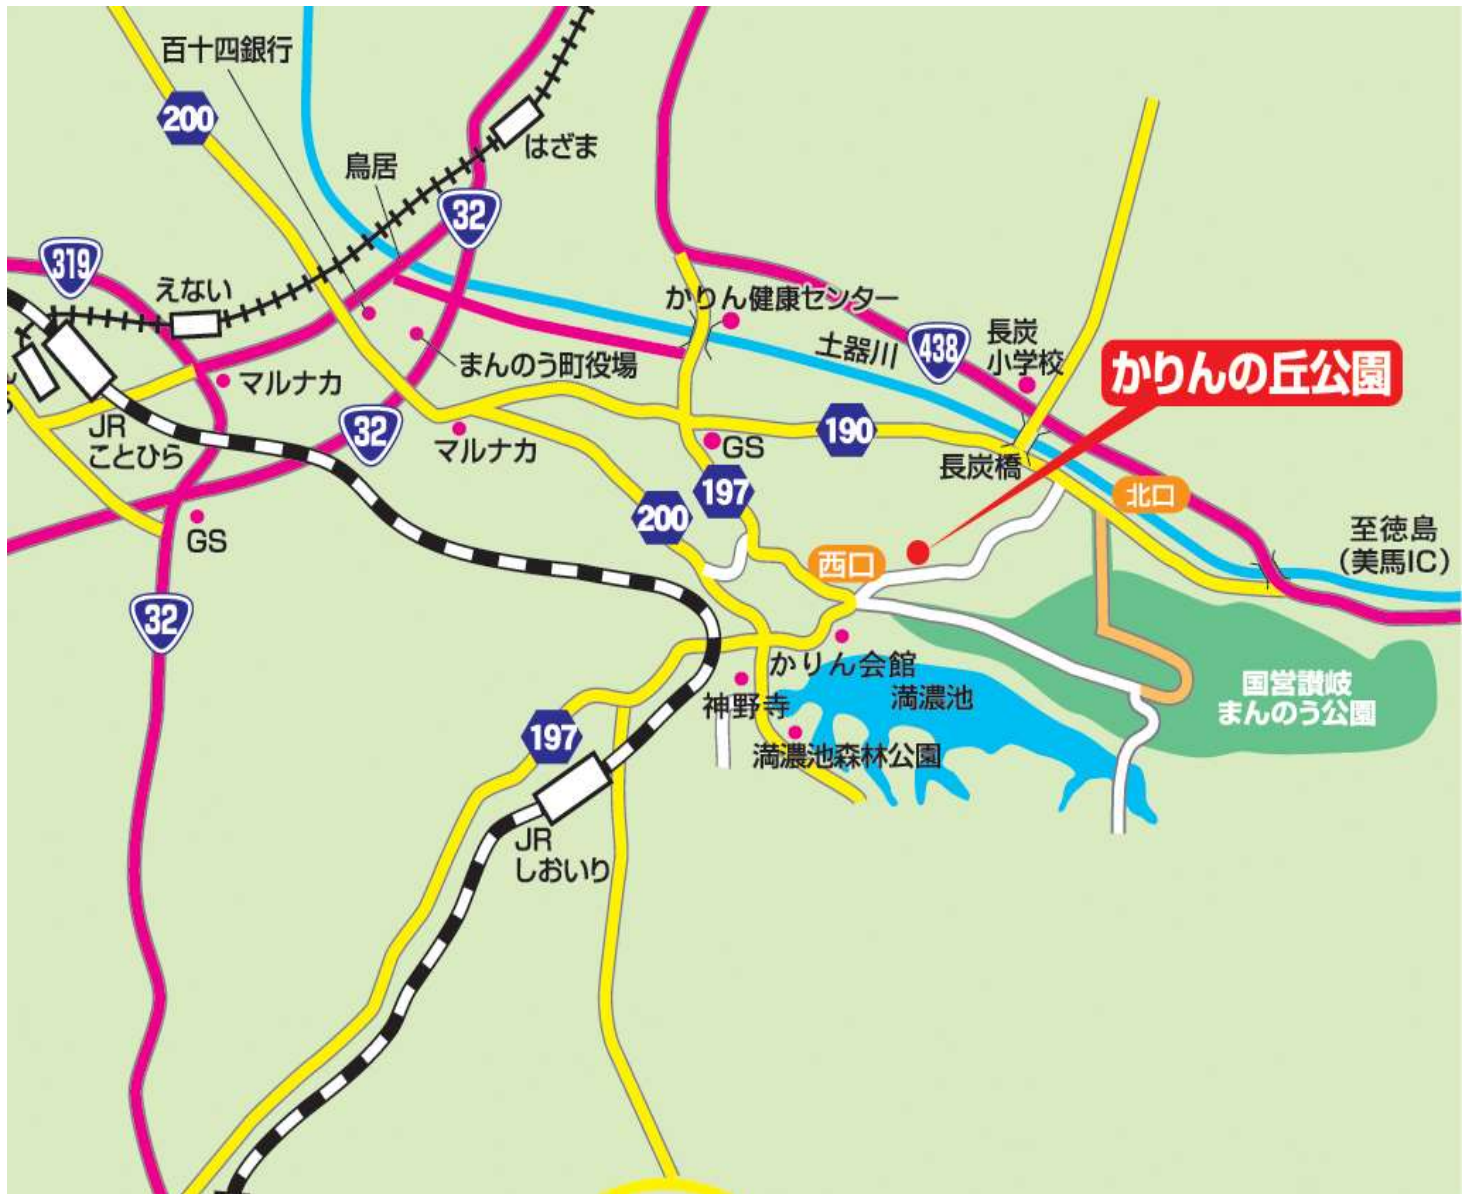 百十四銀行
200
はざま
鳥居
32
319
えない
かりん健康センター
土器川
438
長炭
小学校
かりんの丘公園
まんのう町役場
マルナカ
JR
ことひら
32
マルナカ
GS
190
長炭橋
197
200
北口
GS
西口
至徳島
(美馬IC)
32
かりん会館
神野寺
満濃池
国営讃岐
まんのう公園
満濃池森林公園
197
JR
しおいり